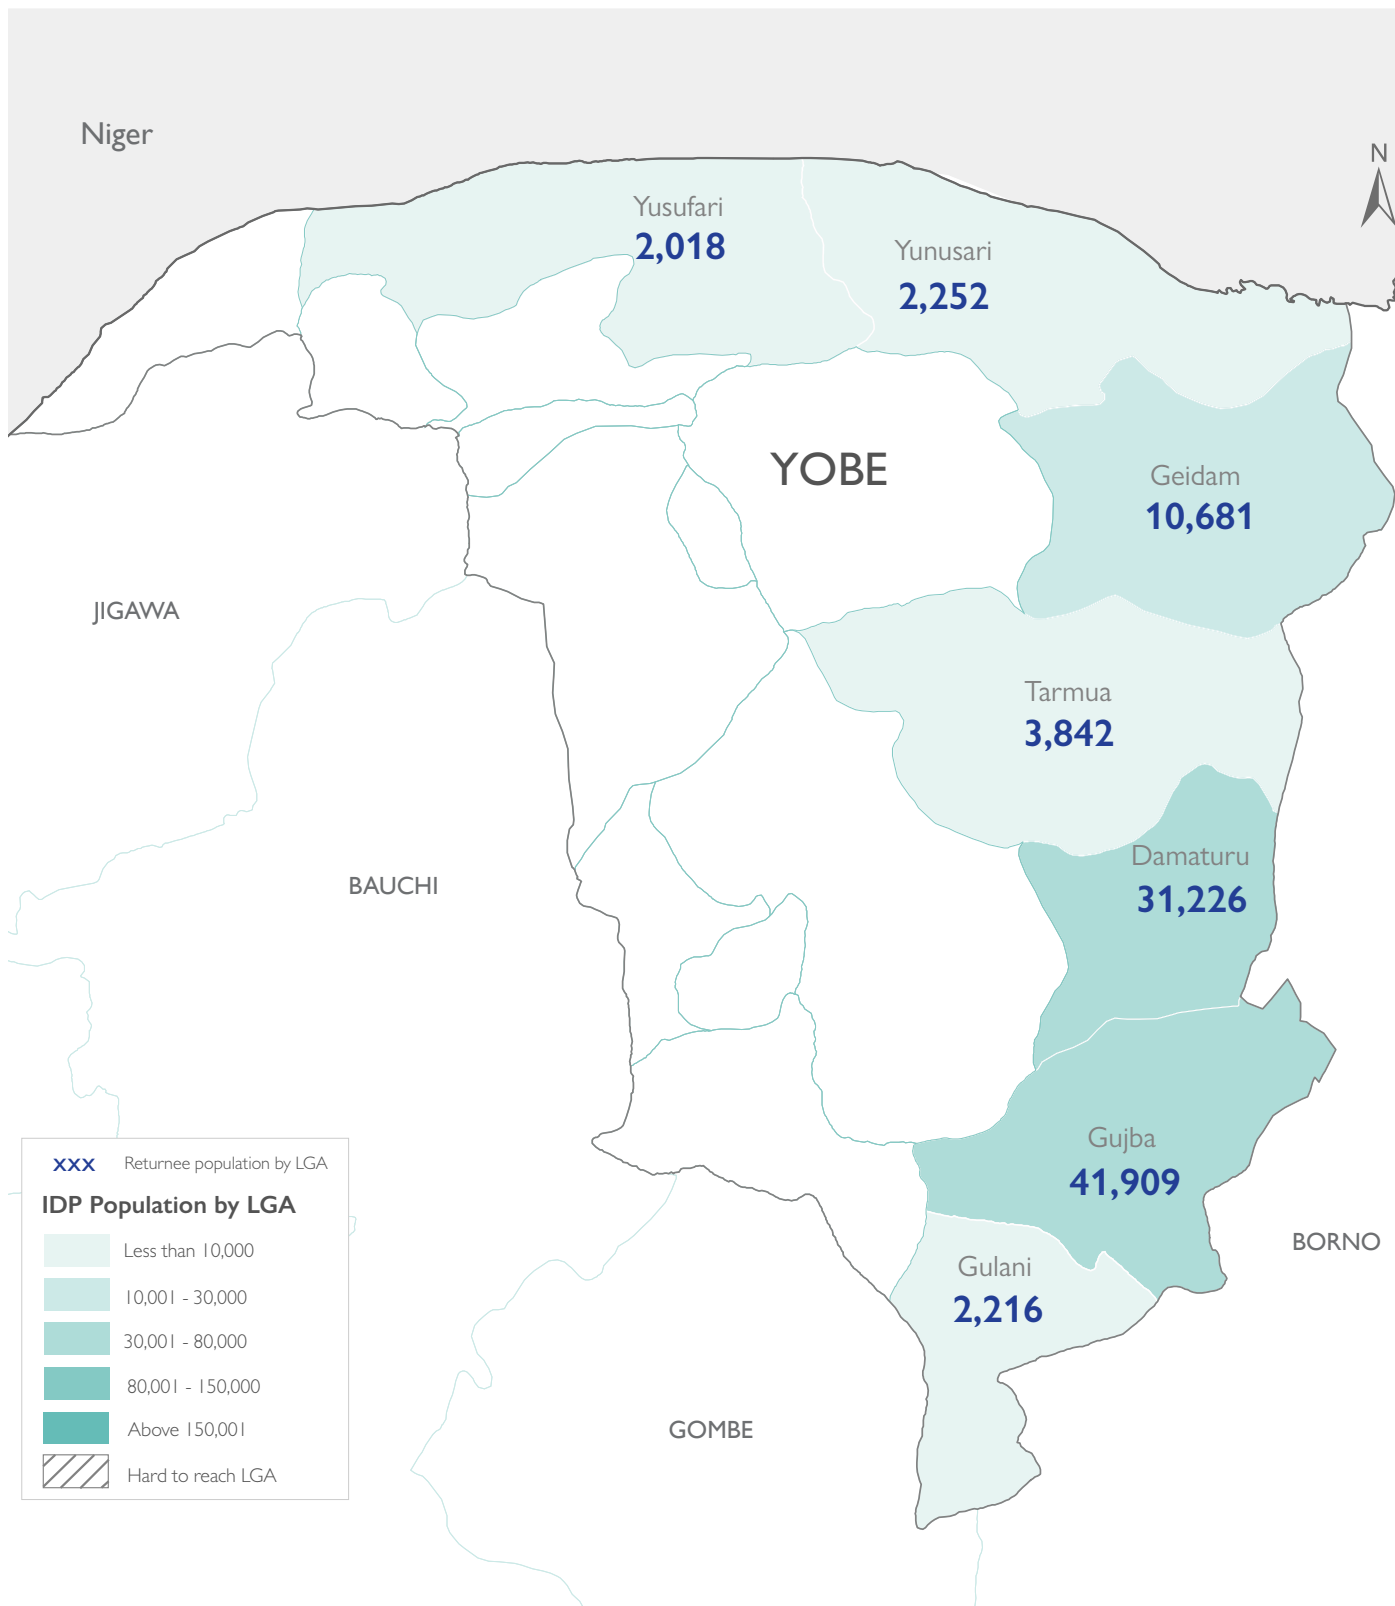 Niger
N
Yusufari
2,018
Yunusari
2,252
YOBE
Geidam
10,681
JIGAWA
Tarmua
3,842
Damaturu
31,226
BAUCHI
Gujba
41,909
BORNO
Gulani
2,216
GOMBE
xxx Returnee population by LGA
IDP Population by LGA
Less than 10,000
10,001 - 30,000
30,001 - 80,000
80,001 - 150,000
Above 150,001
Hard to reach LGA